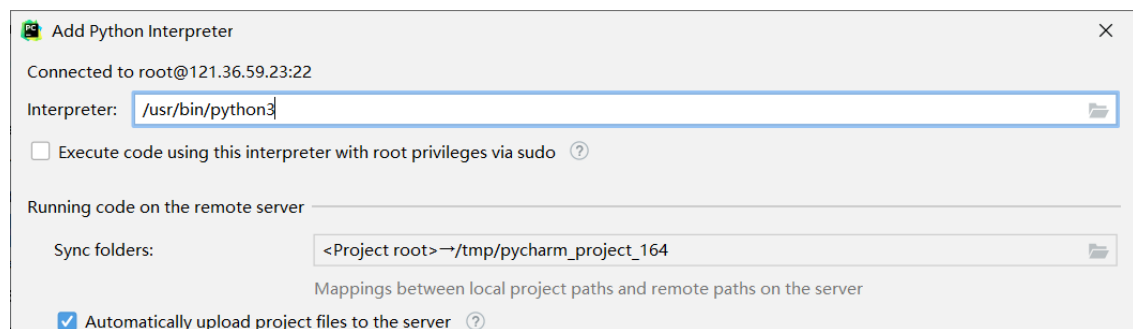 Add Python Interpreter
Connected to root@121.36.59.23:22
Interpreter: /usr/bin/python3
Execute code using this interpreter with root privileges via sudo ?
Running code on the remote server
Sync folders: <Project root>→/tmp/pycharm_project_164
Mappings between local project paths and remote paths on the server
Automatically upload project files to the server ?